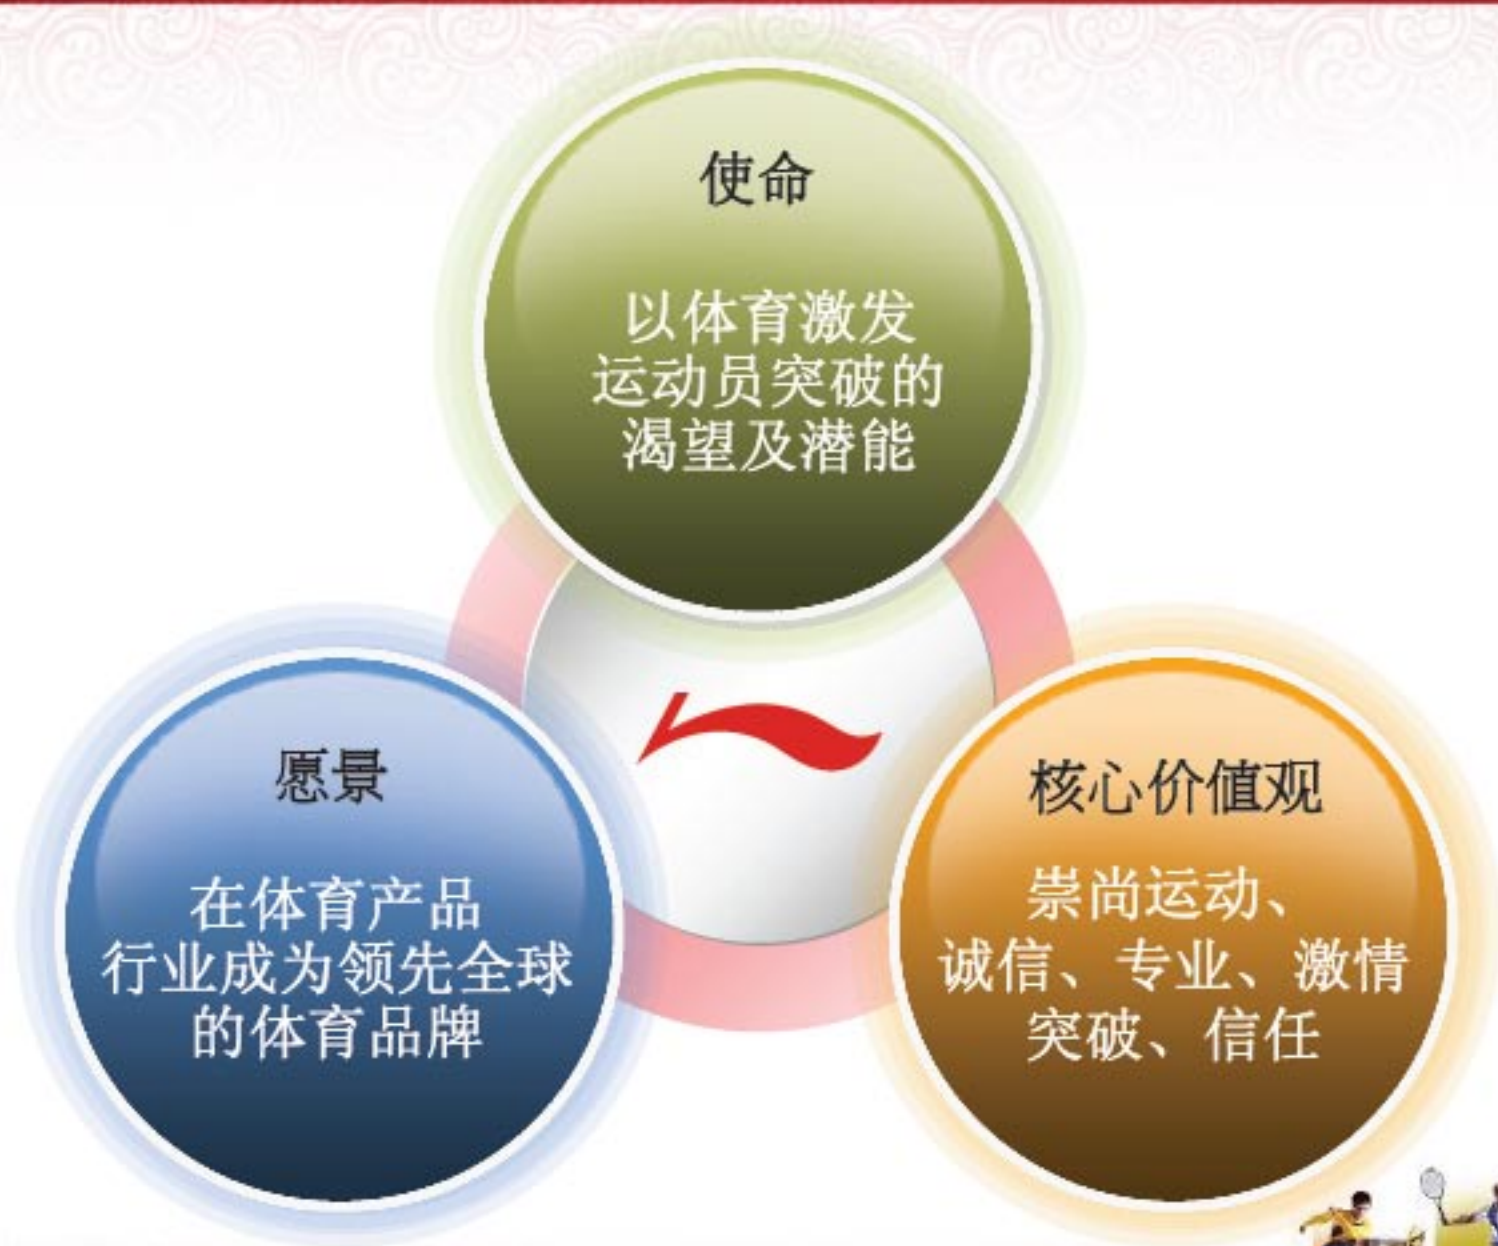 使命
以体育激发
运动员突破的
渴望及潜能
愿景
在体育产品
行业成为领先全球
的体育品牌
核心价值观
崇尚运动、
诚信、专业、激情
突破、信任